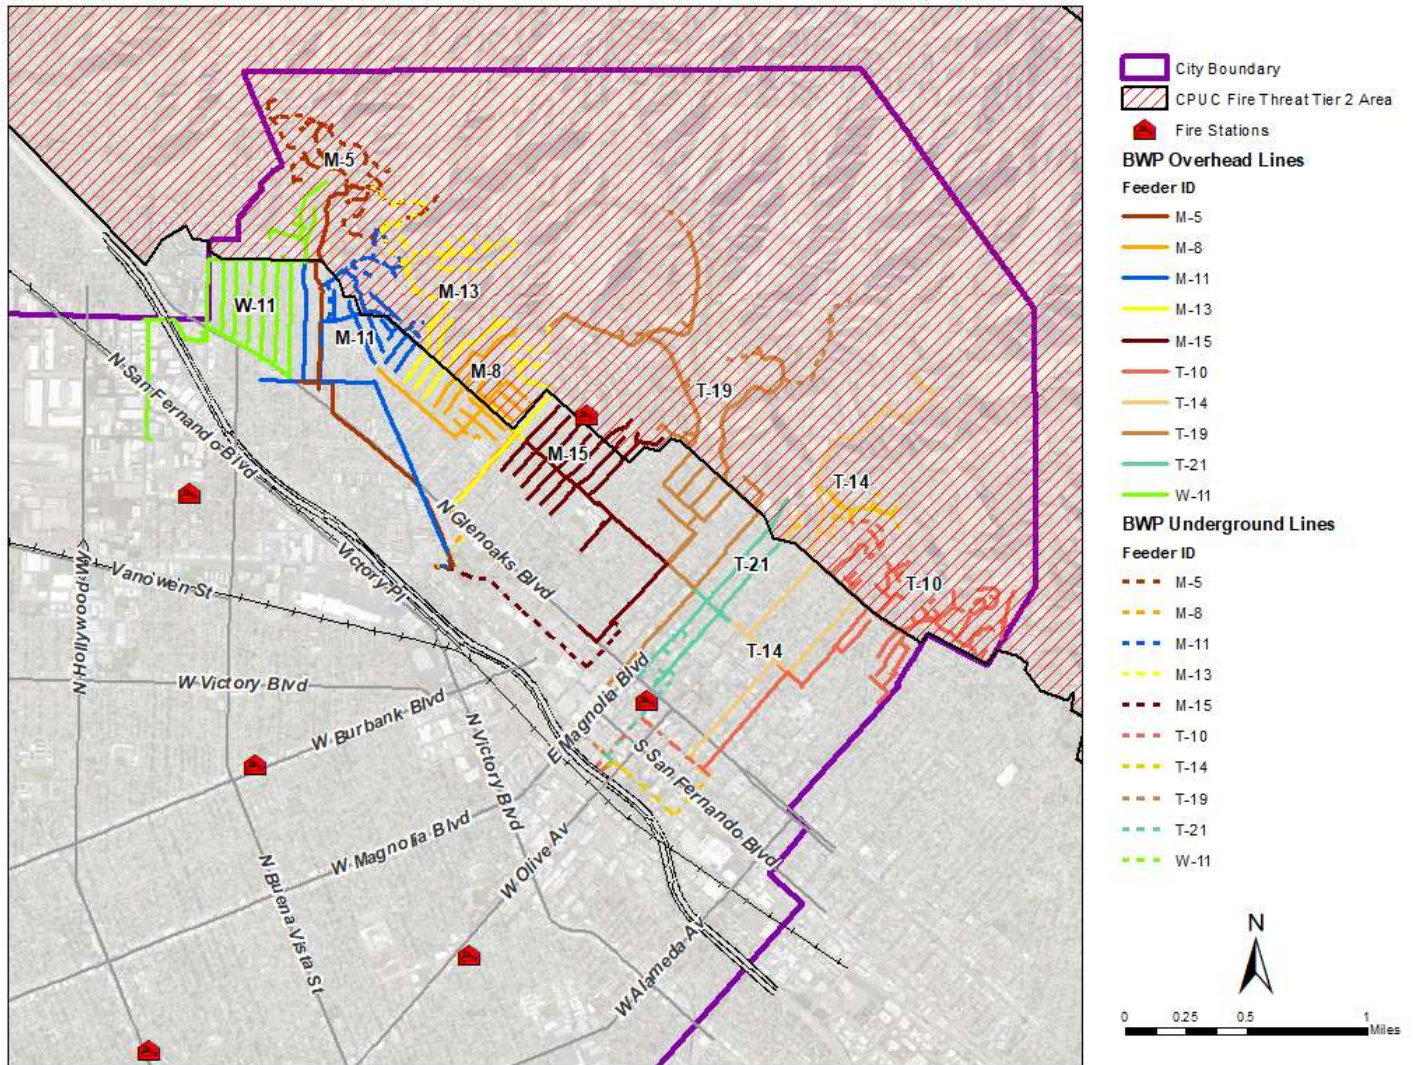 M-5
W-11
M-11
M-13
M-8
T-19
M-15
T-14
T-21
T-10
T-14
N San Fernando Blvd
N Glenoaks Blvd
Victory Pl
Vanowen St
N Hollywood Wy
W Victory Blvd
W Burbank Blvd
E Magnolia Blvd
N Victory Blvd
S San Fernando Blvd
W Magnolia Blvd
W Olive Av
N Buena Vista St
W Alameda Av
City Boundary
CPUC Fire Threat Tier 2 Area
Fire Stations
BWP Overhead Lines
Feeder ID
M-5
M-8
M-11
M-13
M-15
T-10
T-14
T-19
T-21
W-11
BWP Underground Lines
Feeder ID
M-5
M-8
M-11
M-13
M-15
T-10
T-14
T-19
T-21
W-11
N
0 0.25 0.5 1
Miles